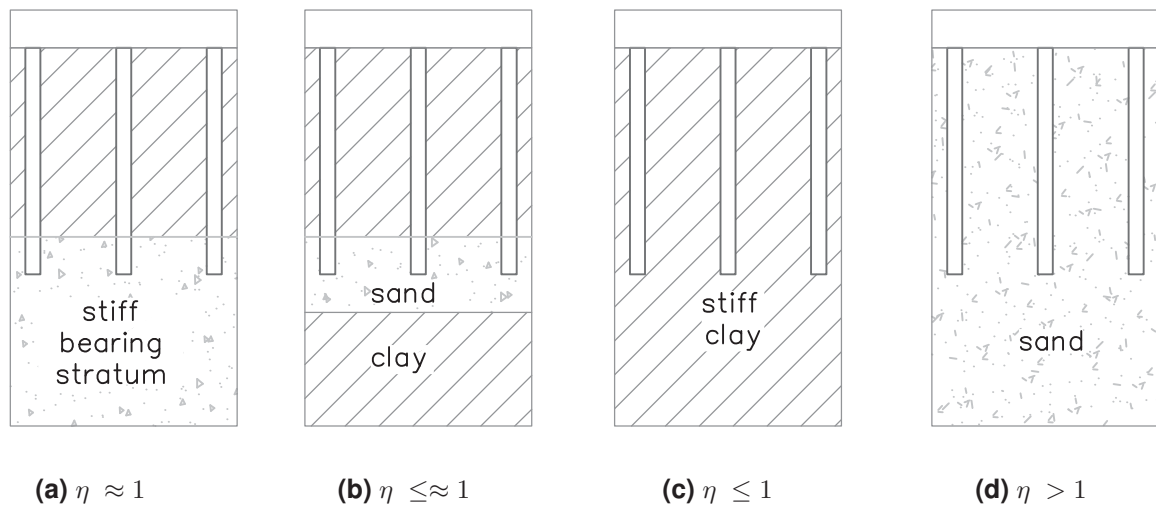 stiff
bearing
stratum
sand
clay
stiff
clay
sand
(a) η ≈ 1
(b) η ≤≈ 1
(c) η ≤ 1
(d) η > 1